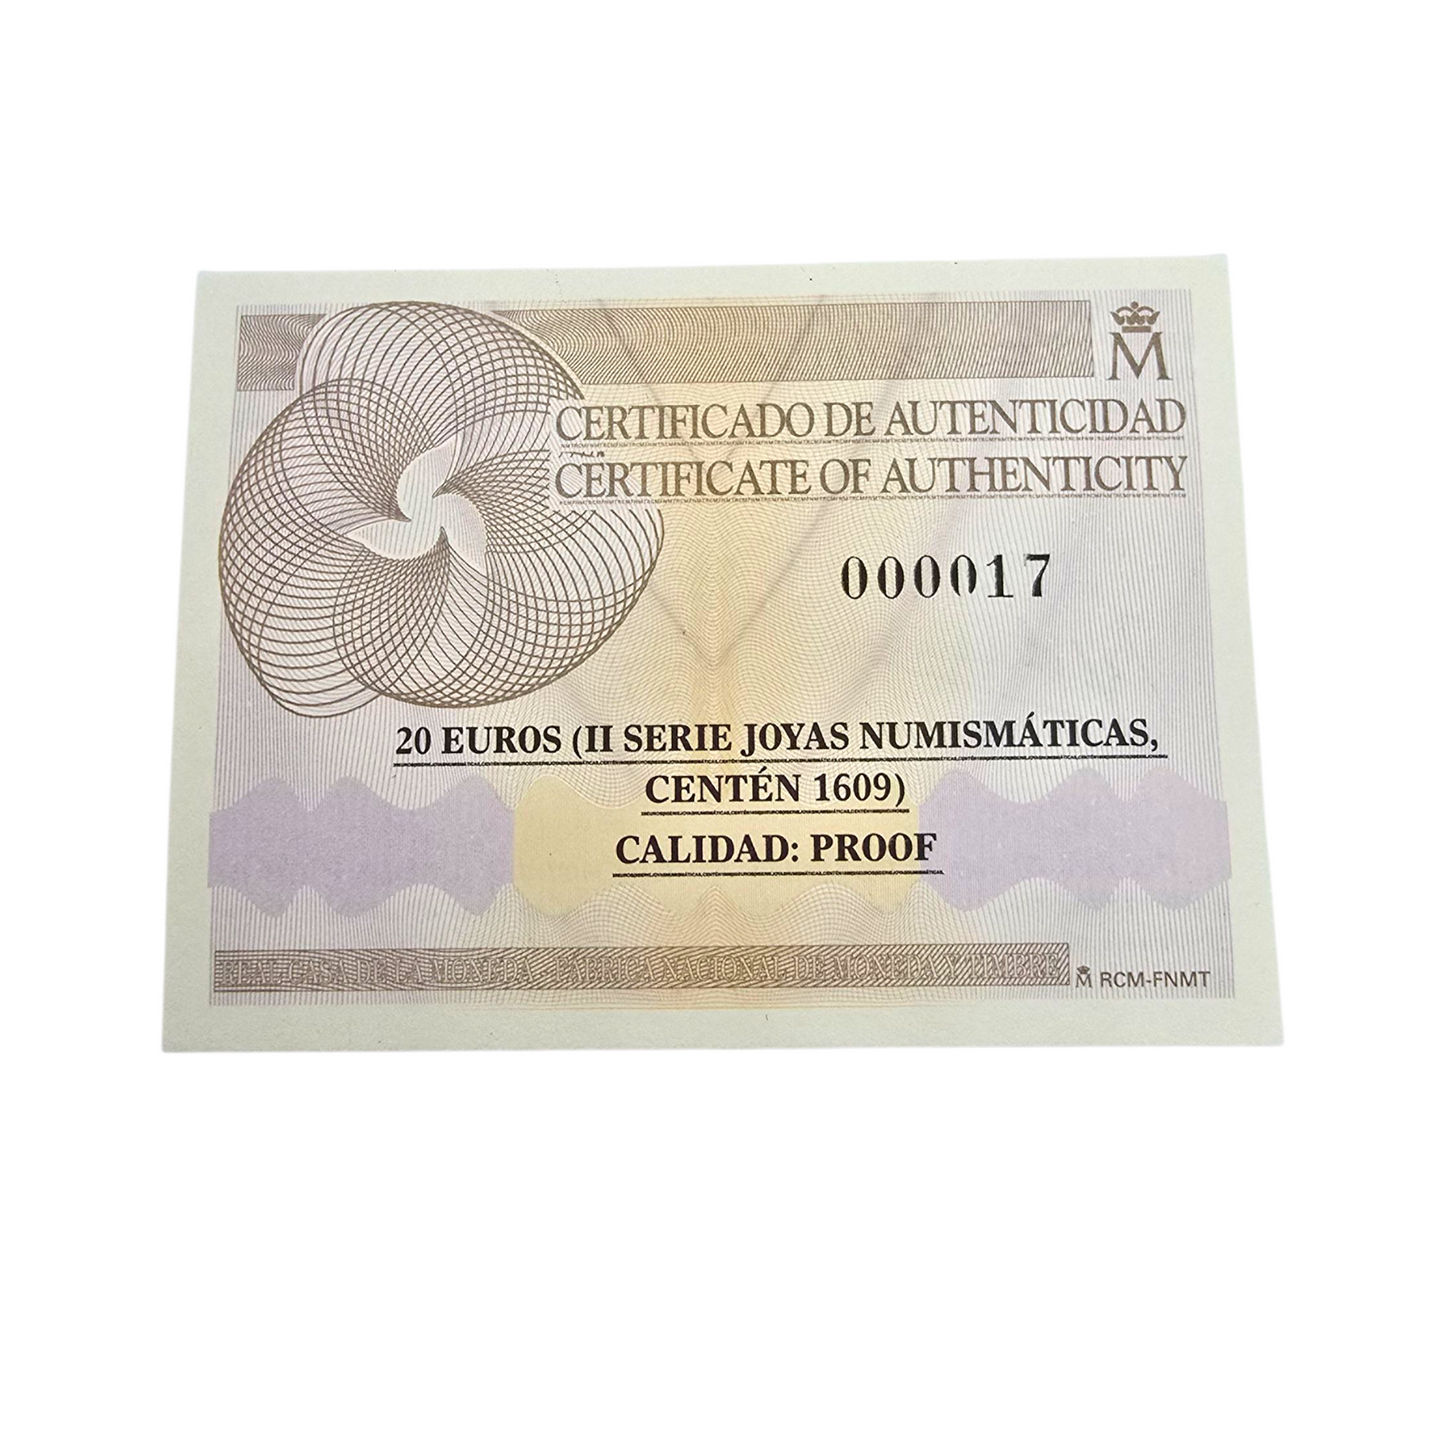 M
CERTIFICADO DE AUTENTICIDAD
CERTIFICATE OF AUTHENTICITY
000017
20 EUROS (II SERIE JOYAS NUMISMÁTICAS,
CENTÉN 1609)
CALIDAD: PROOF
REAL CASA DE LA MONEDA FÁBRICA NACIONAL DE MONEDA Y TIMBRE
M RCM-FNMT